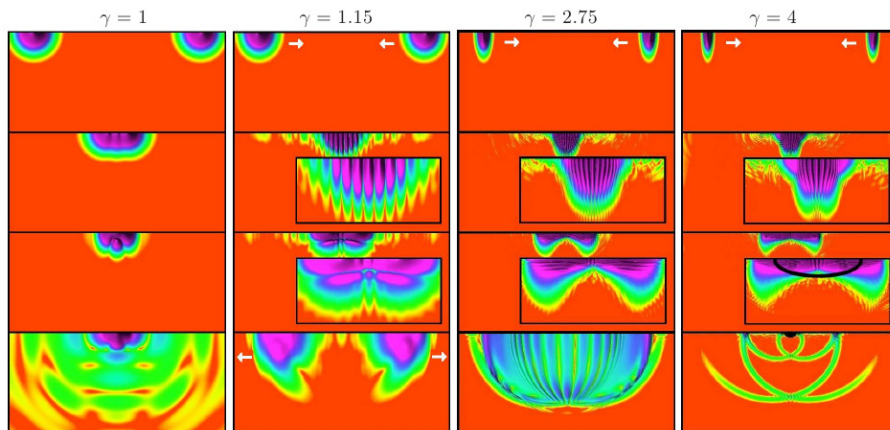 γ = 1
γ = 1.15
γ = 2.75
γ = 4